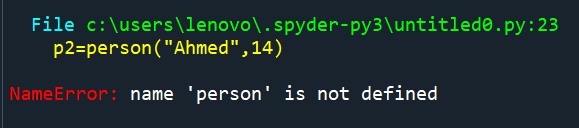 File c:\users\lenovo\.spyder-py3\untitled0.py:23
p2=person("Ahmed",14)
NameError: name 'person' is not defined